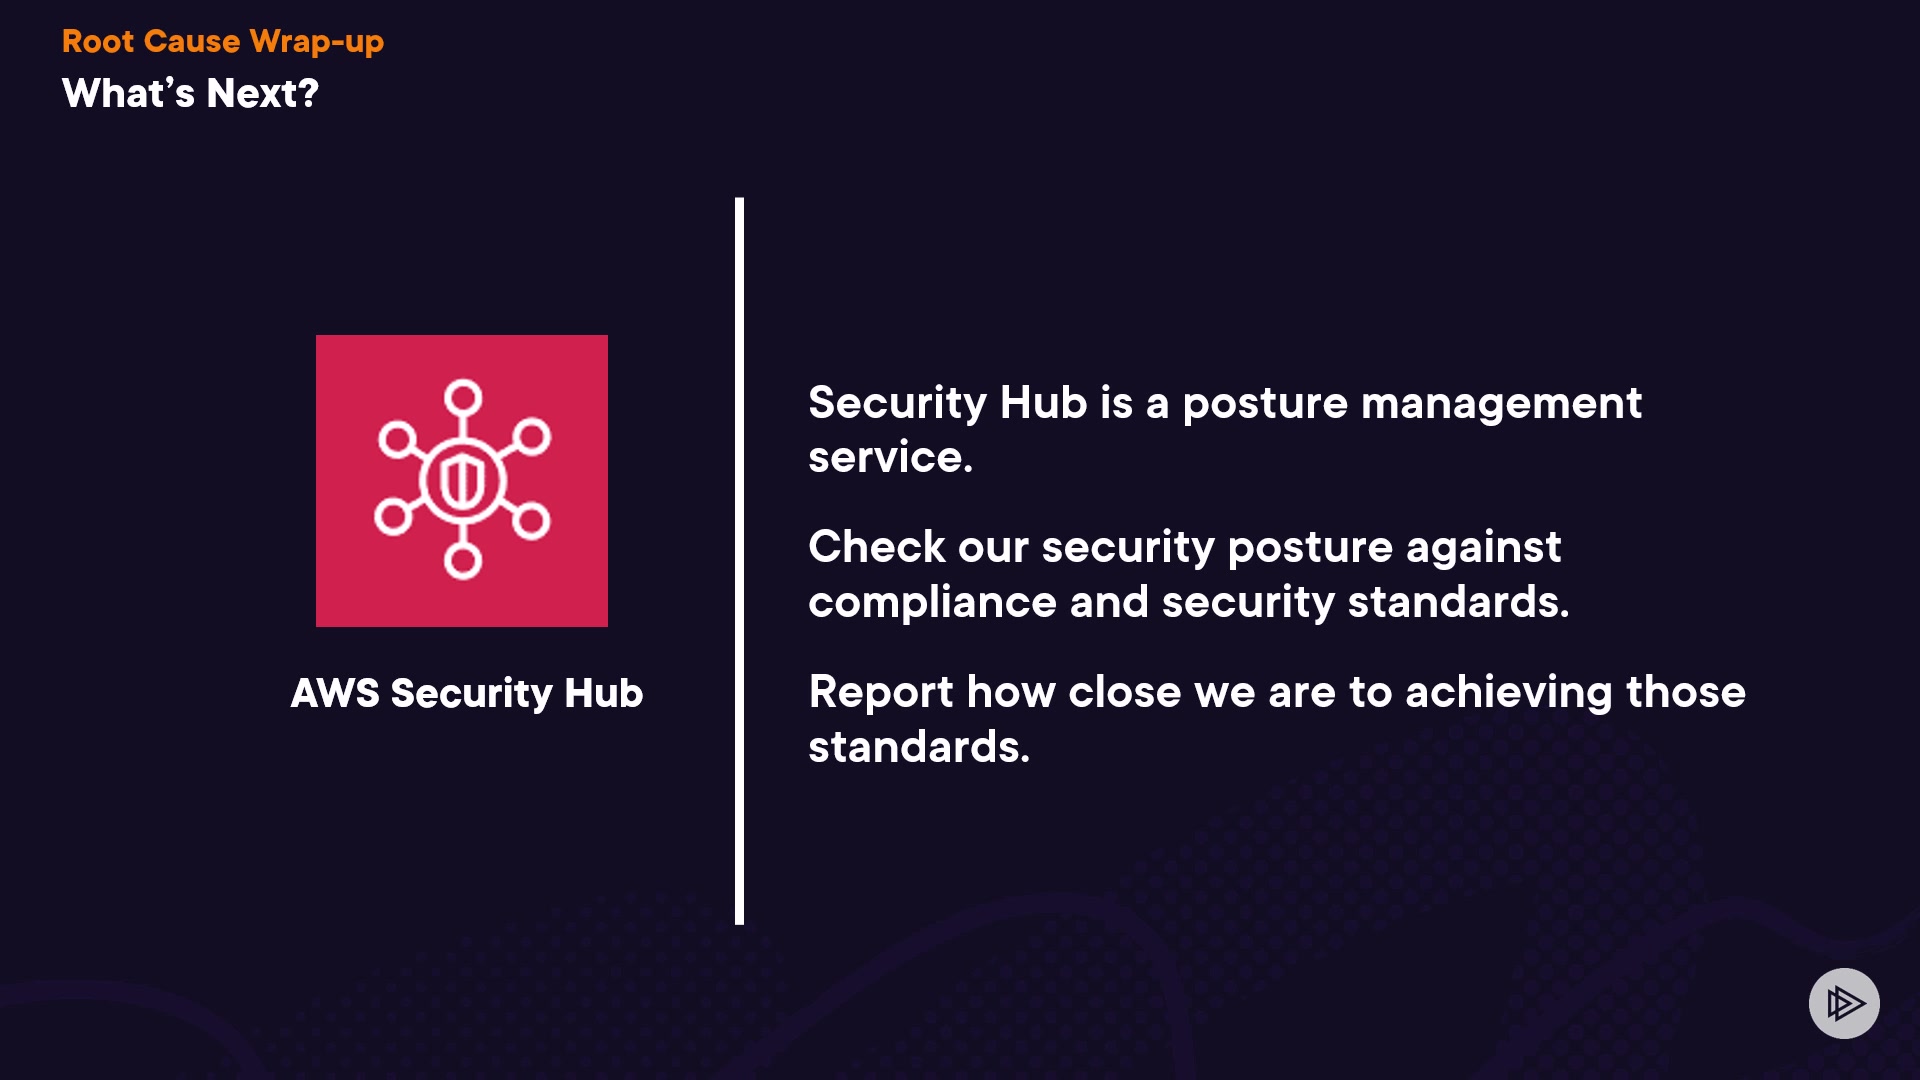 Root Cause Wrap-up
What’s Next?
AWS Security Hub
Security Hub is a posture management
service.
Check our security posture against
compliance and security standards.
Report how close we are to achieving those
standards.